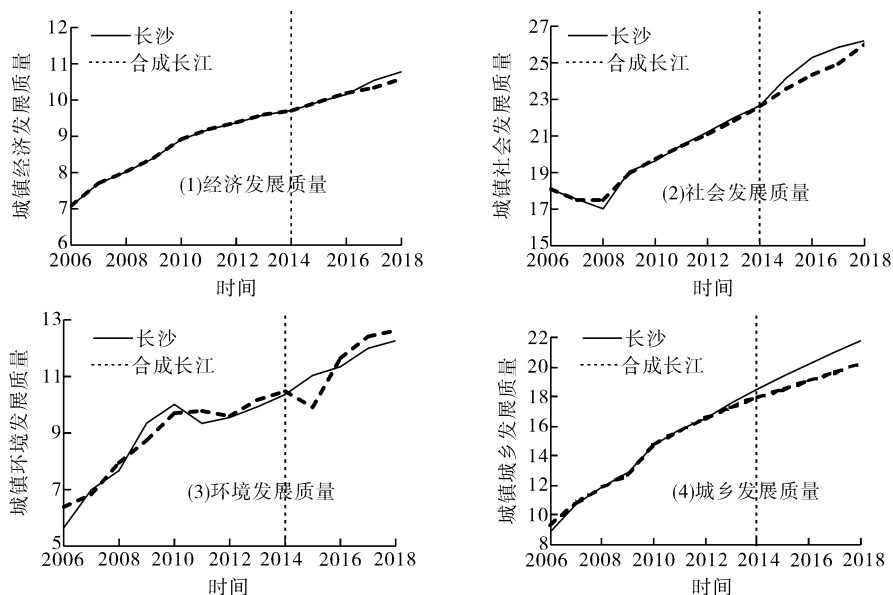 12
11
10
9
8
7
6
长沙
合成长江
(1)经济发展质量
城镇经济发展质量
2006 2008 2010 2012 2014 2016 2018
时间
27
25
23
21
19
17
15
长沙
合成长江
(2)社会发展质量
城镇社会发展质量
2006 2008 2010 2012 2014 2016 2018
时间
13
11
9
7
5
长沙
合成长江
(3)环境发展质量
城镇环境发展质量
2006 2008 2010 2012 2014 2016 2018
时间
22
20
18
16
14
12
10
8
长沙
合成长江
(4)城乡发展质量
城镇城乡发展质量
2006 2008 2010 2012 2014 2016 2018
时间